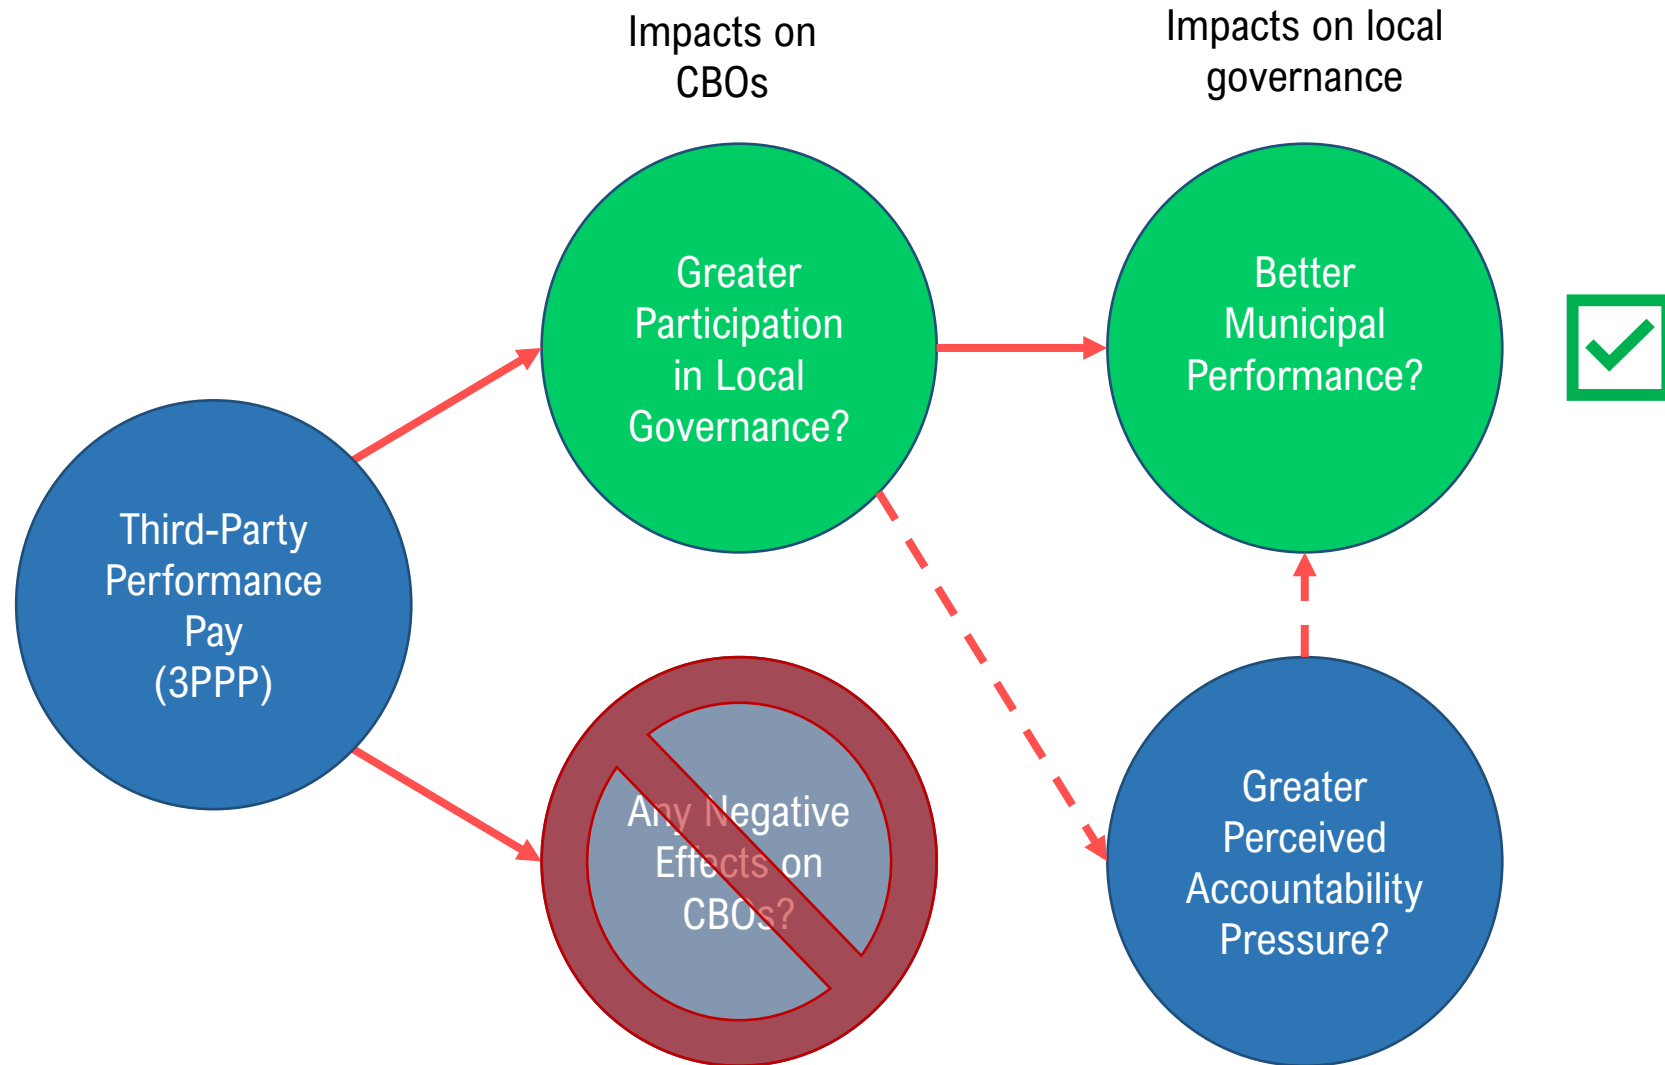 Impacts on
CBOs
Impacts on local
governance
Greater
Participation
in Local
Governance?
Better
Municipal
Performance?
Third-Party
Performance
Pay
(3PPP)
Any Negative
Effects on
CBOs?
Greater
Perceived
Accountability
Pressure?